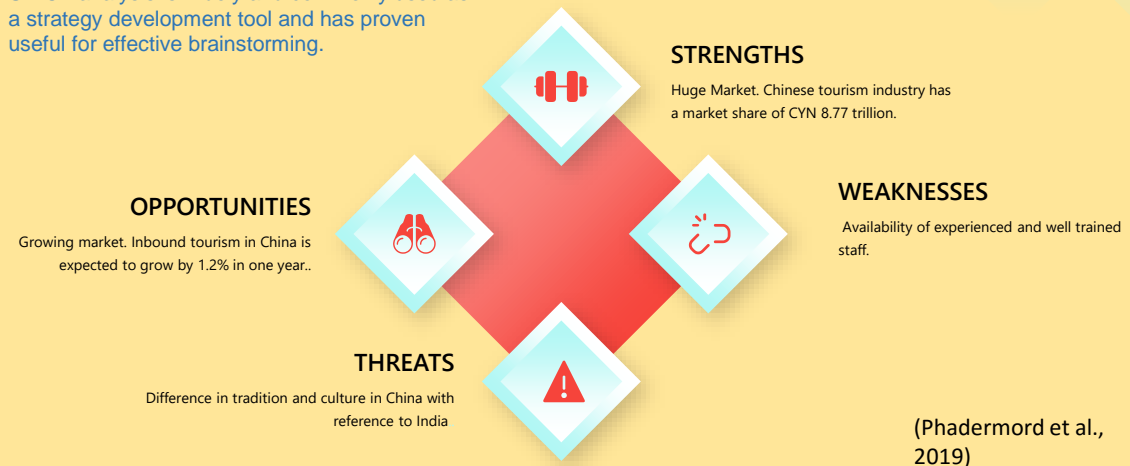 a strategy development tool and has proven
useful for effective brainstorming.
STRENGTHS
Huge Market. Chinese tourism industry has
a market share of CYN 8.77 trillion.
OPPORTUNITIES
Growing market. Inbound tourism in China is
expected to grow by 1.2% in one year..
WEAKNESSES
Availability of experienced and well trained
staff.
THREATS
Difference in tradition and culture in China with
reference to India
(Phadermord et al.,
2019)